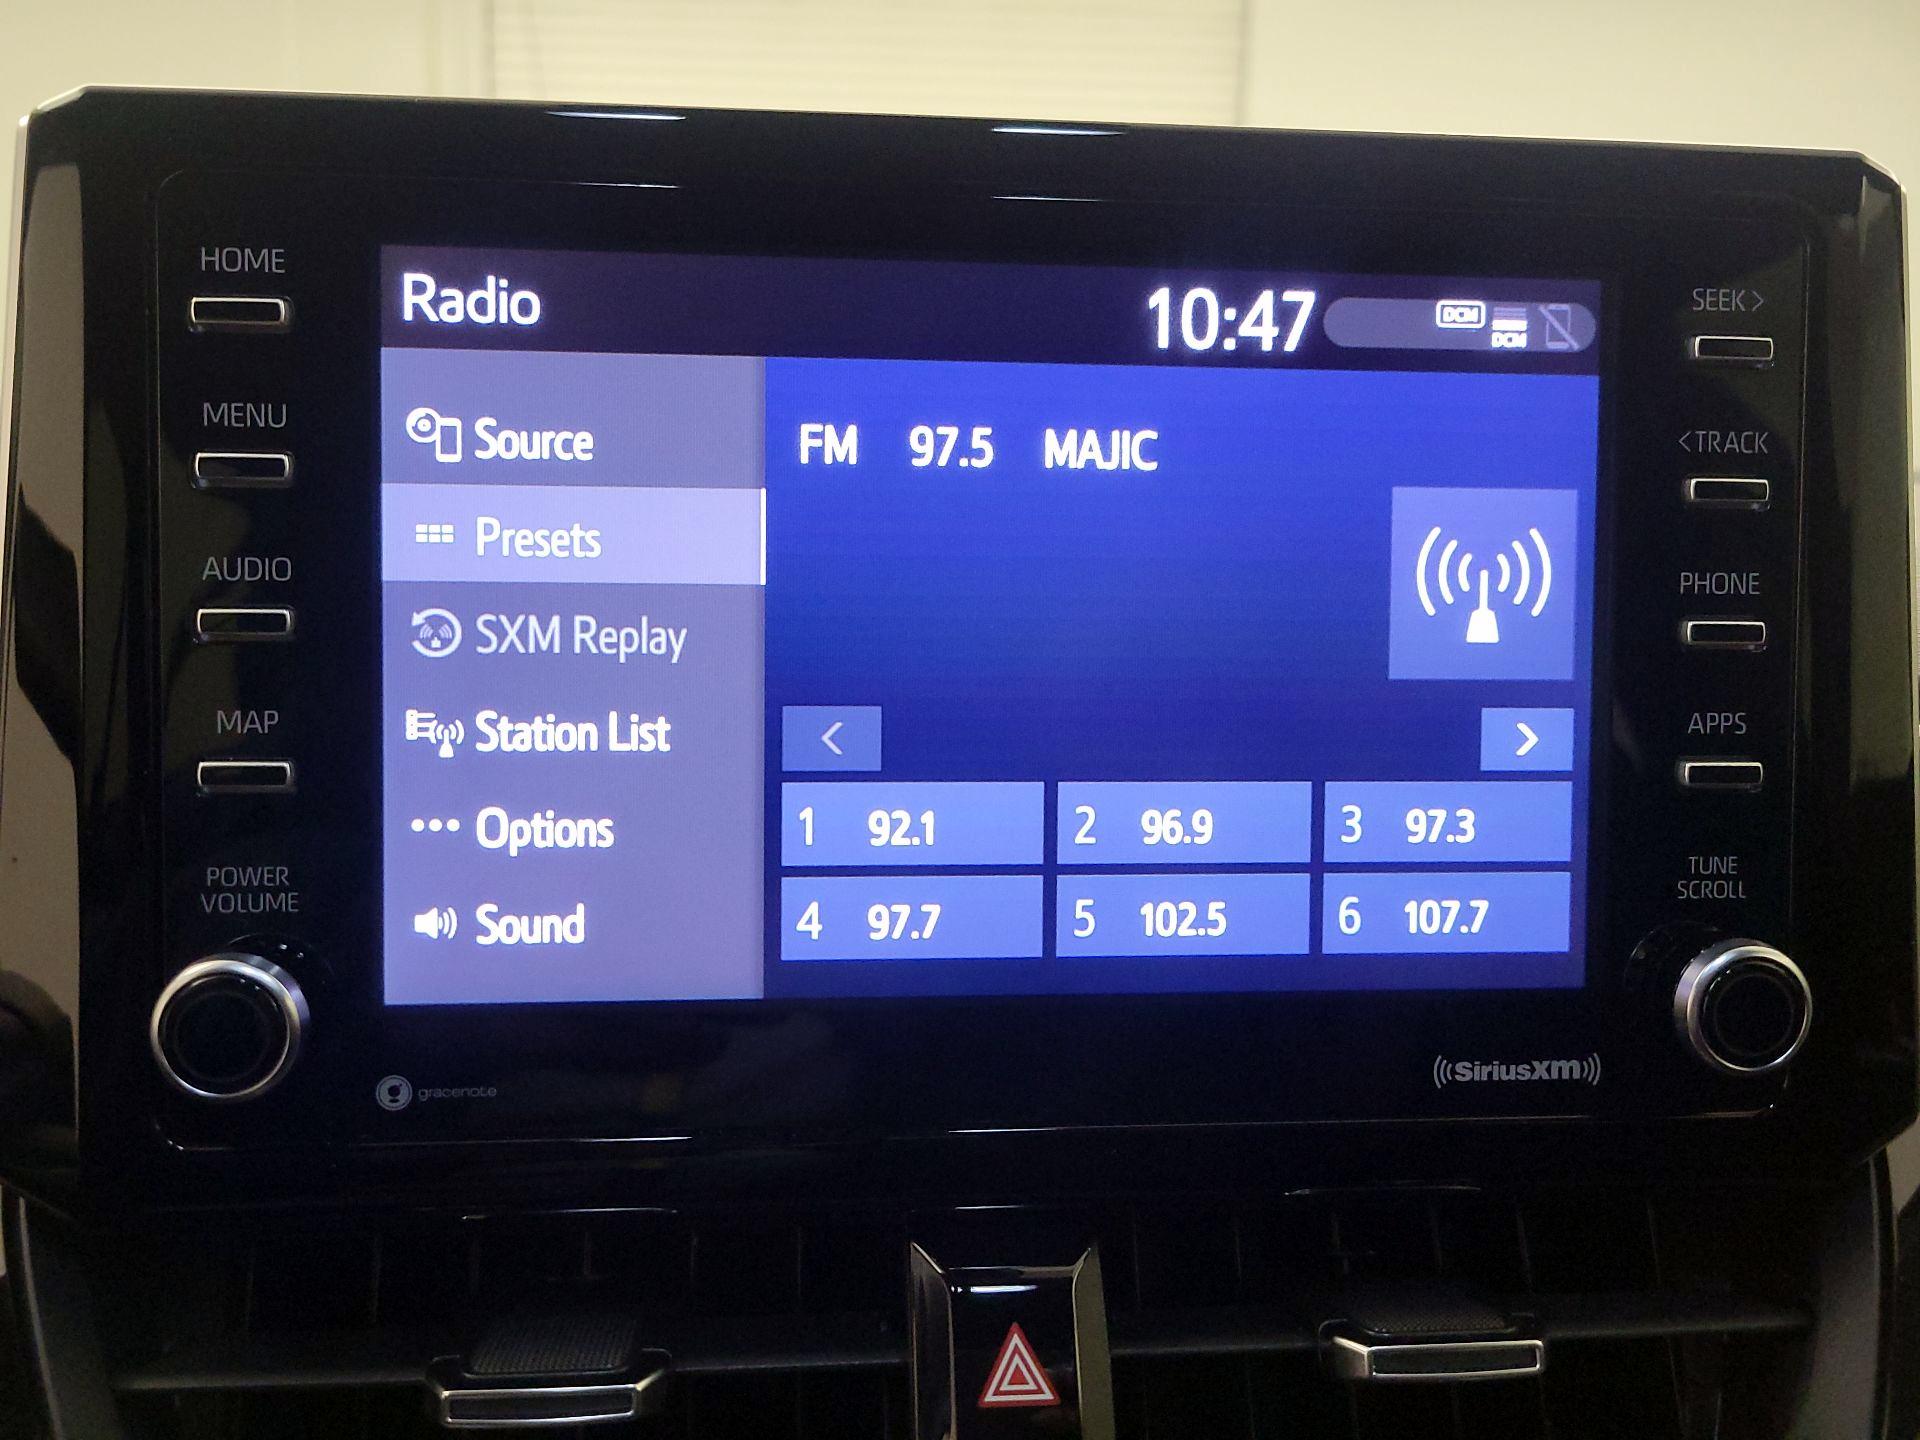 HOME
MENU
AUDIO
MAP
POWER
VOLUME
Radio
10:47
DCM
DCM
Source
Presets
SXM Replay
Station List
Options
Sound
FM 97.5 MAJIC
<
>
1 92.1
2 96.9
3 97.3
4 97.7
5 102.5
6 107.7
SEEK>
<TRACK
PHONE
APPS
TUNE
SCROLL
gracenote
((SiriusXM))